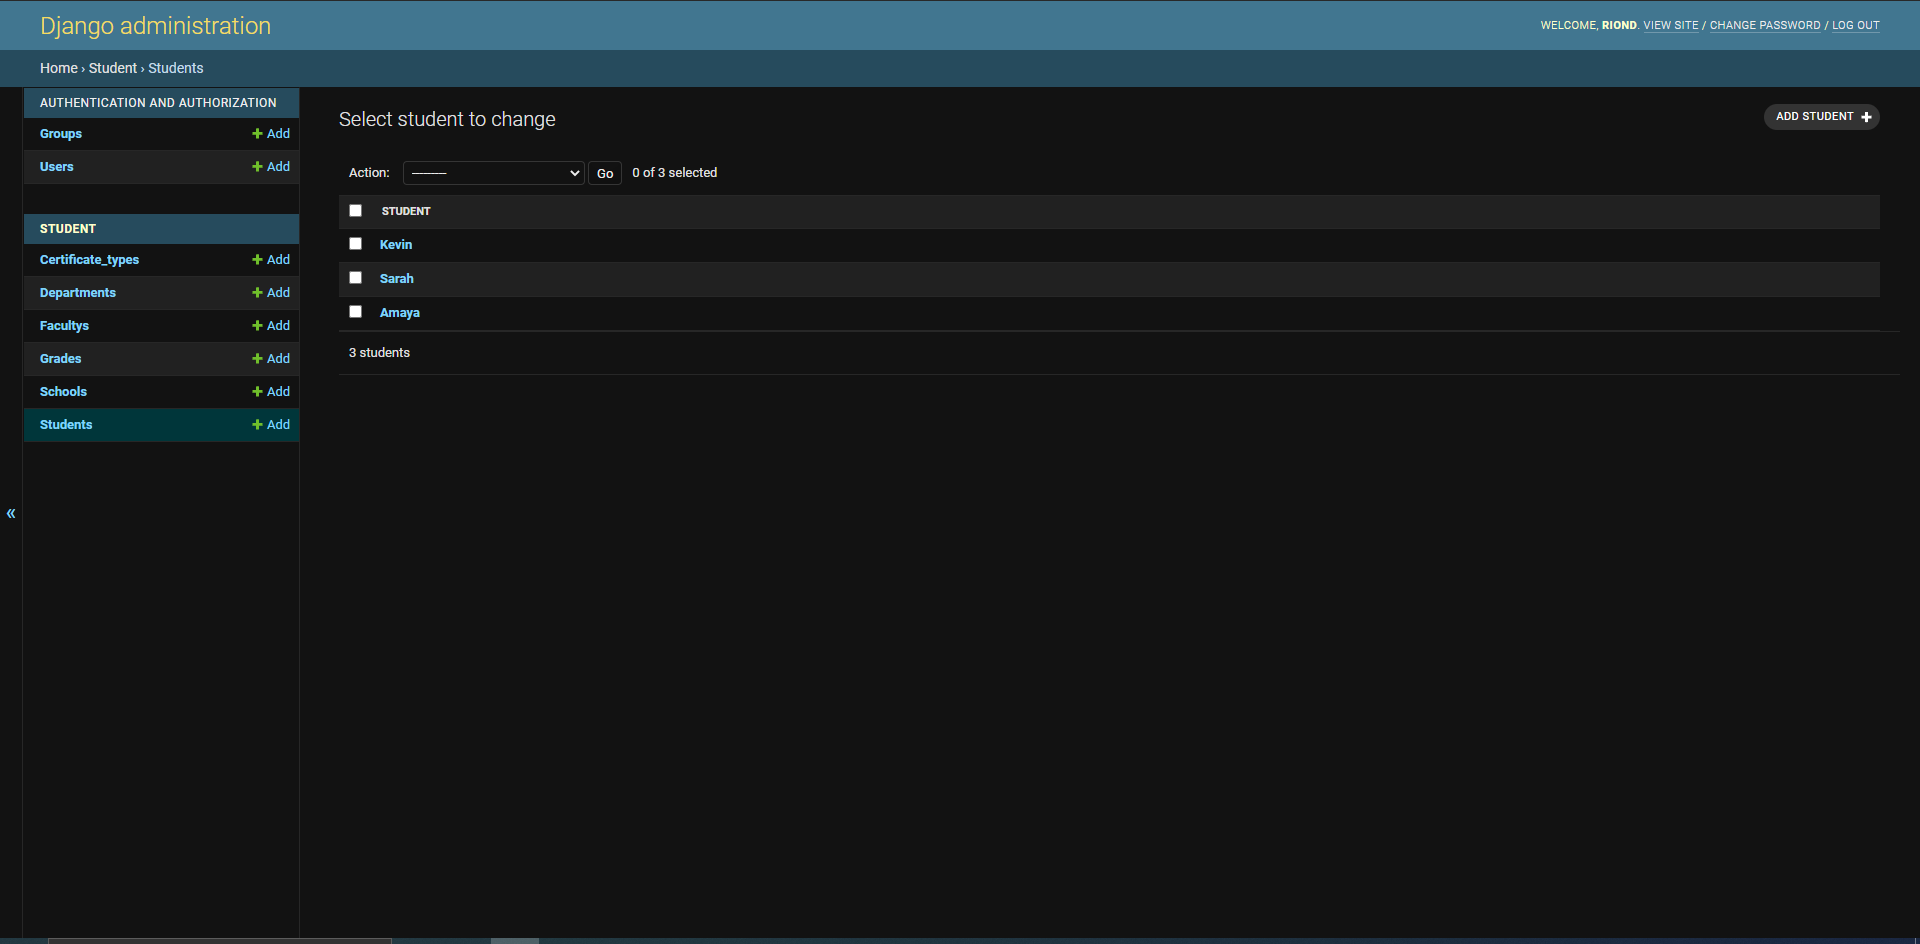 Django administration
WELCOME, RIOND. VIEW SITE / CHANGE PASSWORD / LOG OUT
Home › Student › Students
AUTHENTICATION AND AUTHORIZATION
Groups + Add
Users + Add
STUDENT
Certificate_types + Add
Departments + Add
Facultys + Add
Grades + Add
Schools + Add
Students + Add
«
Select student to change
ADD STUDENT +
Action: --------- Go 0 of 3 selected
STUDENT
Kevin
Sarah
Amaya
3 students